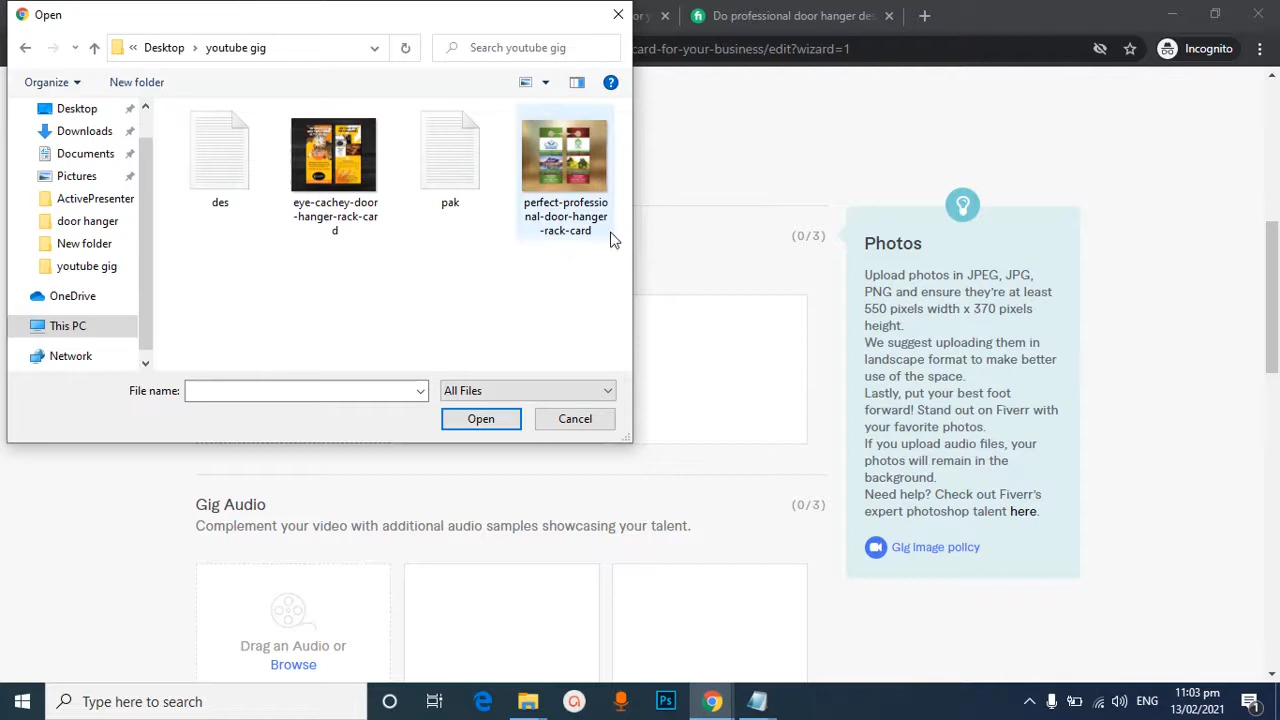 Open
Desktop
youtube gig
Search youtube gig
Organize
New folder
Desktop
Downloads
Documents
Pictures
ActivePresenter
door hanger
New folder
youtube gig
OneDrive
This PC
Network
des
eye-cachey-door
-hanger-rack-car
d
pak
perfect-professio
nal-door-hanger
-rack-card
File name:
All Files
Open
Cancel
Do professional door hanger des
card-for-your-business/edit?wizard=1
Incognito
(0/3)
Photos
Upload photos in JPEG, JPG,
PNG and ensure they're at least
550 pixels width x 370 pixels
height.
We suggest uploading them in
landscape format to make better
use of the space.
Lastly, put your best foot
forward! Stand out on Fiverr with
your favorite photos.
If you upload audio files, your
photos will remain in the
background.
Need help? Check out Fiverr's
expert photoshop talent here.
Gig image policy
Gig Audio
(0/3)
Complement your video with additional audio samples showcasing your talent.
Drag an Audio or
Browse
Type here to search
Ps
ENG
11:03 pm
13/02/2021